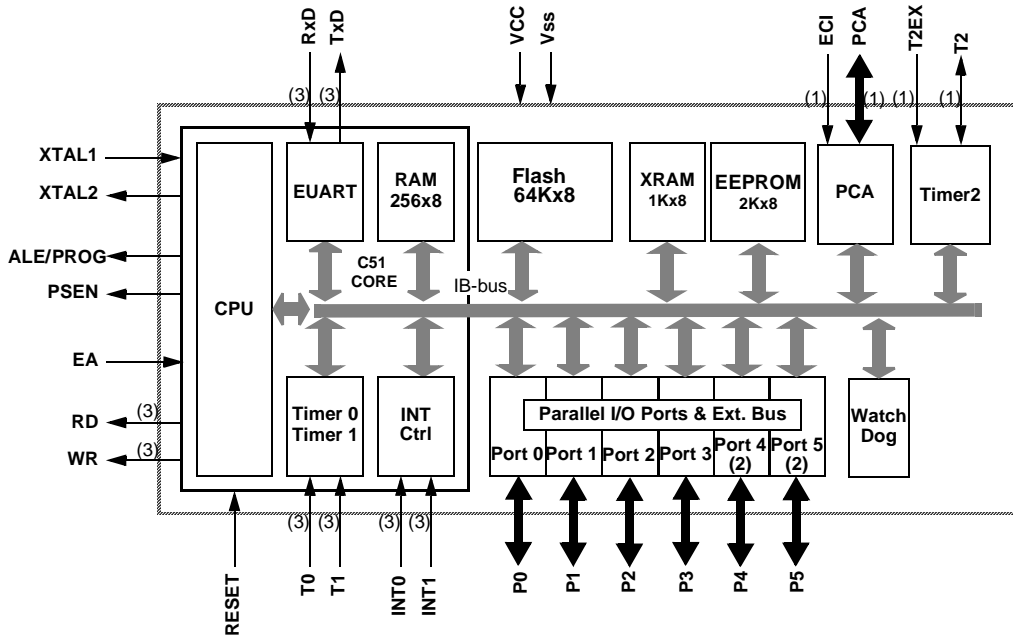 RxD
TxD
VCC
Vss
ECI
PCA
T2EX
T2
(3)
(3)
(1)
(1)
(1)
(1)
XTAL1
XTAL2
ALE/PROG
PSEN
EA
RD
(3)
WR
(3)
CPU
EUART
RAM
256x8
Flash
64Kx8
XRAM
1Kx8
EEPROM
2Kx8
PCA
Timer2
C51
CORE
IB-bus
Timer 0
Timer 1
INT
Ctrl
Parallel I/O Ports & Ext. Bus
Port 0
Port 1
Port 2
Port 3
Port 4
(2)
Port 5
(2)
Watch
Dog
(3)
(3)
(3)
(3)
RESET
T0
T1
INT0
INT1
P0
P1
P2
P3
P4
P5